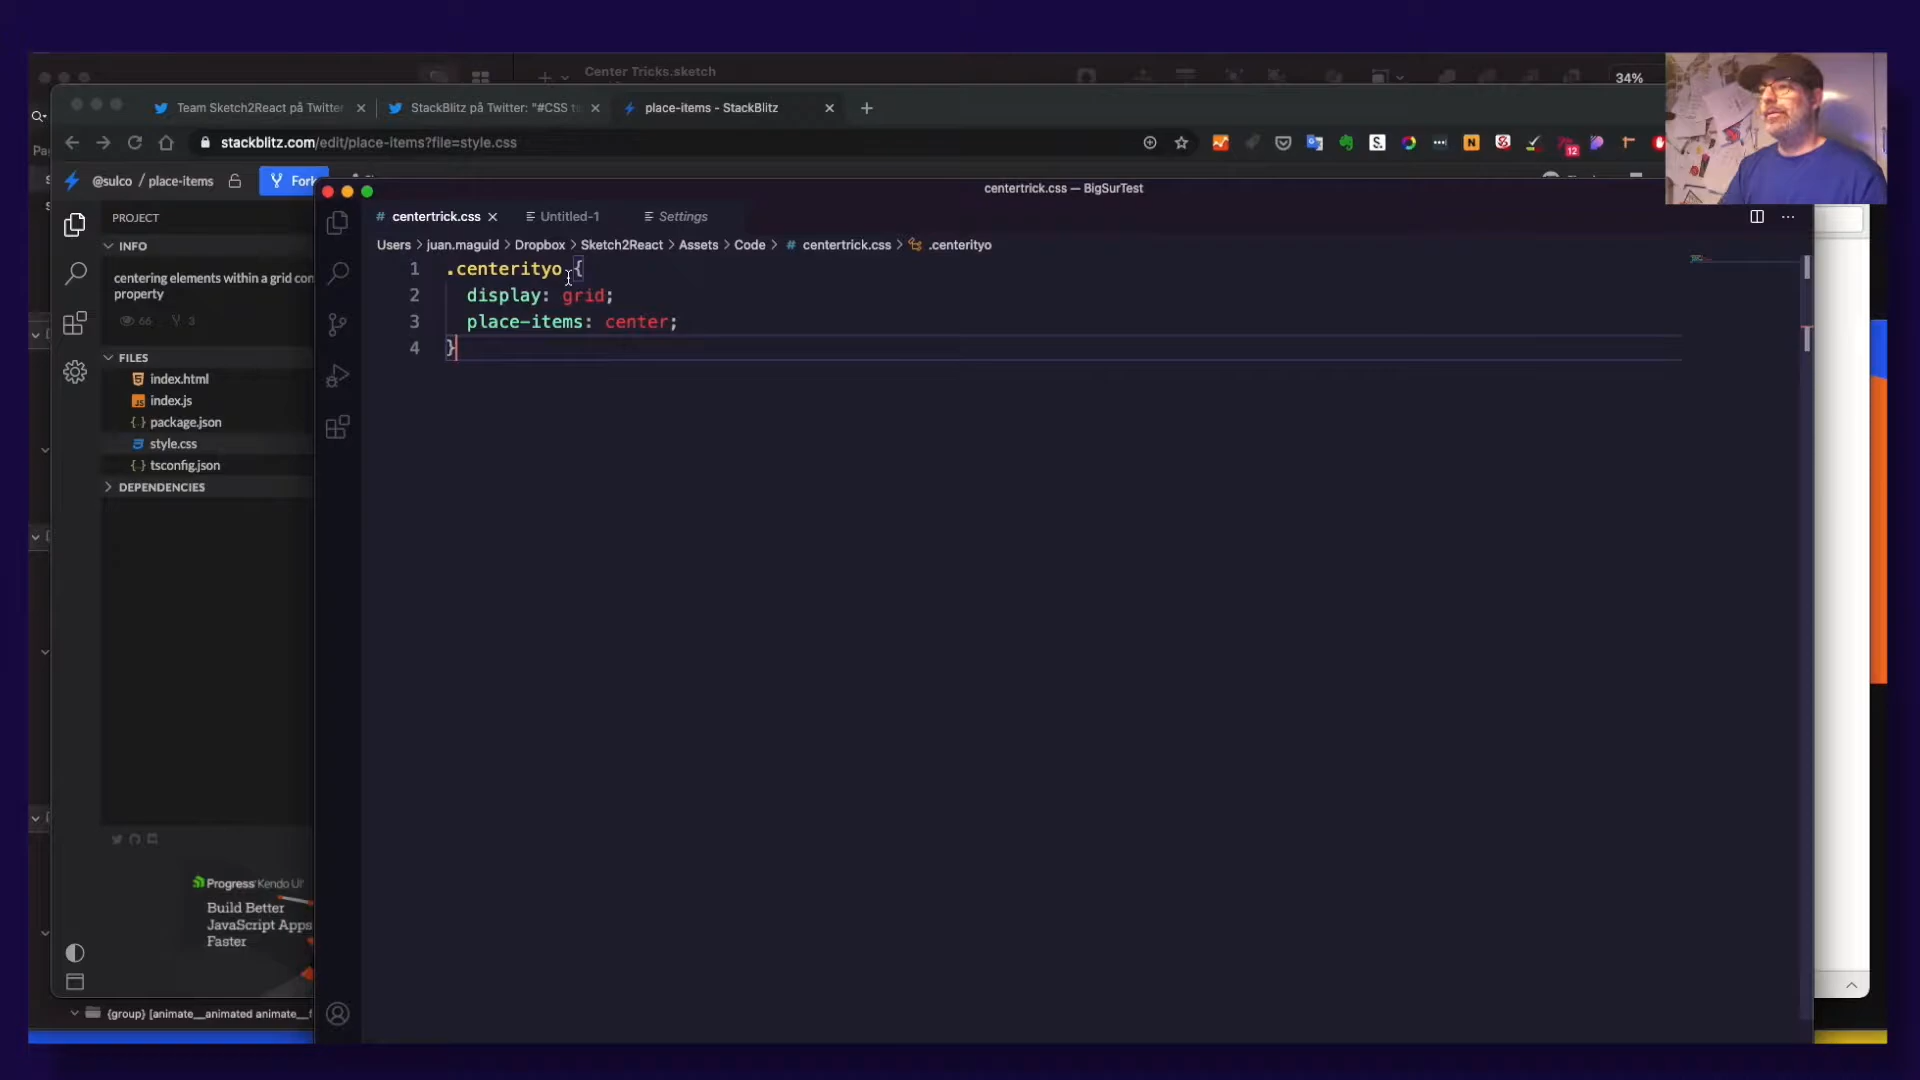 Center Tricks.sketch
34%
Team Sketch2React på Twitter
StackBlitz på Twitter: "#CSS
place-items - StackBlitz
stackblitz.com/edit/place-items?file=style.css
12
@sulco / place-items
Fork
centertrick.css — BigSurTest
PROJECT
# centertrick.css
Untitled-1
Settings
INFO
Users > juan.maguid > Dropbox > Sketch2React > Assets > Code > # centertrick.css > .centerityo
centering elements within a grid
property
66 3
1 .centerityo {
2 display: grid;
3 place-items: center;
4 }
FILES
index.html
index.js
package.json
style.css
tsconfig.json
DEPENDENCIES
Progress Kendo UI
Build Better
JavaScript Apps
Faster
{group} [animate__animated